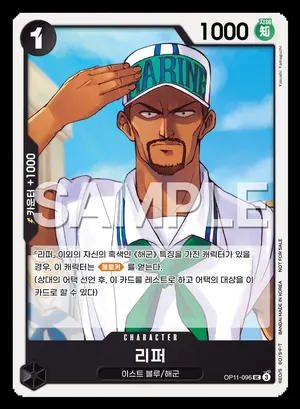 1
1000
지혜
知
MARINE
카운터 +1000
SAMPLE
「리퍼」 이외의 자신의 흑색인 《해군》 특징을 가진 캐릭터가 있을
경우, 이 캐릭터는 블로커 를 얻는다.
(상대의 어택 선언 후, 이 카드를 레스트로 하고 어택의 대상을 이
카드로 할 수 있다)
CHARACTER
리퍼
이스트 블루/해군
OP11-096 UC
NOT FOR SALE
BANDAI MADE IN KOREA